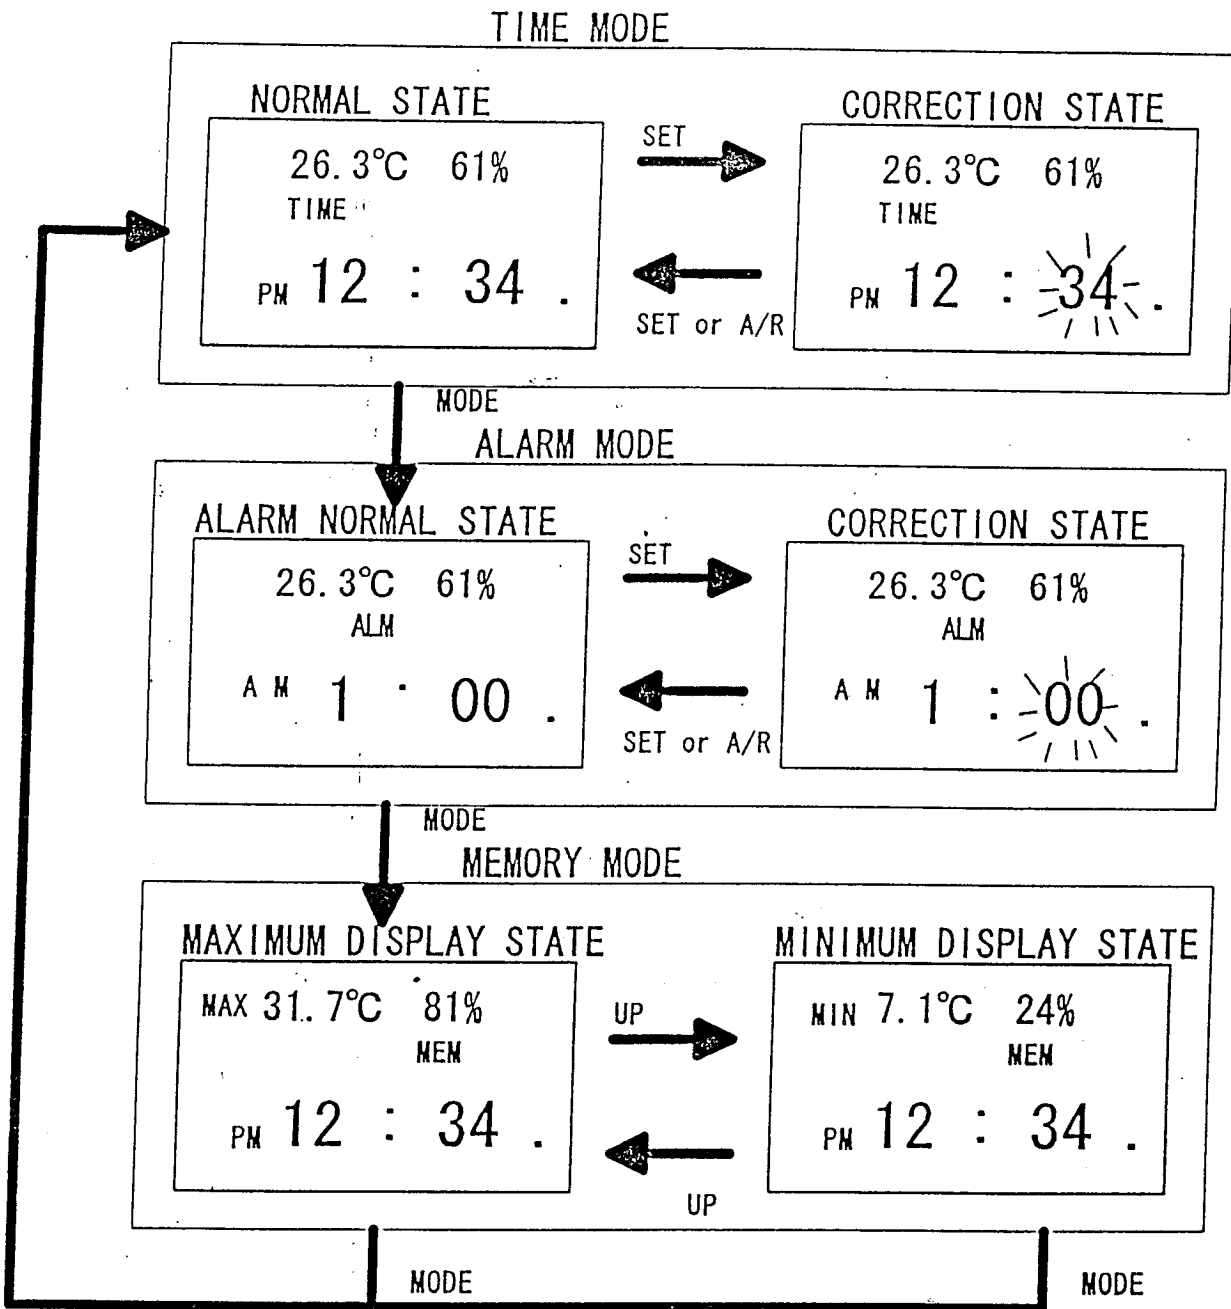 TIME MODE
NORMAL STATE
26.3℃ 61%
TIME
PM 12 : 34 .
SET
SET or A/R
CORRECTION STATE
26.3℃ 61%
TIME
PM 12 : 34 .
MODE
ALARM MODE
ALARM NORMAL STATE
26.3℃ 61%
ALM
A M 1 : 00 .
SET
SET or A/R
CORRECTION STATE
26.3℃ 61%
ALM
A M 1 : 00 .
MODE
MEMORY MODE
MAXIMUM DISPLAY STATE
MAX 31.7℃ 81%
MEM
PM 12 : 34 .
UP
UP
MINIMUM DISPLAY STATE
MIN 7.1℃ 24%
MEM
PM 12 : 34 .
MODE
MODE